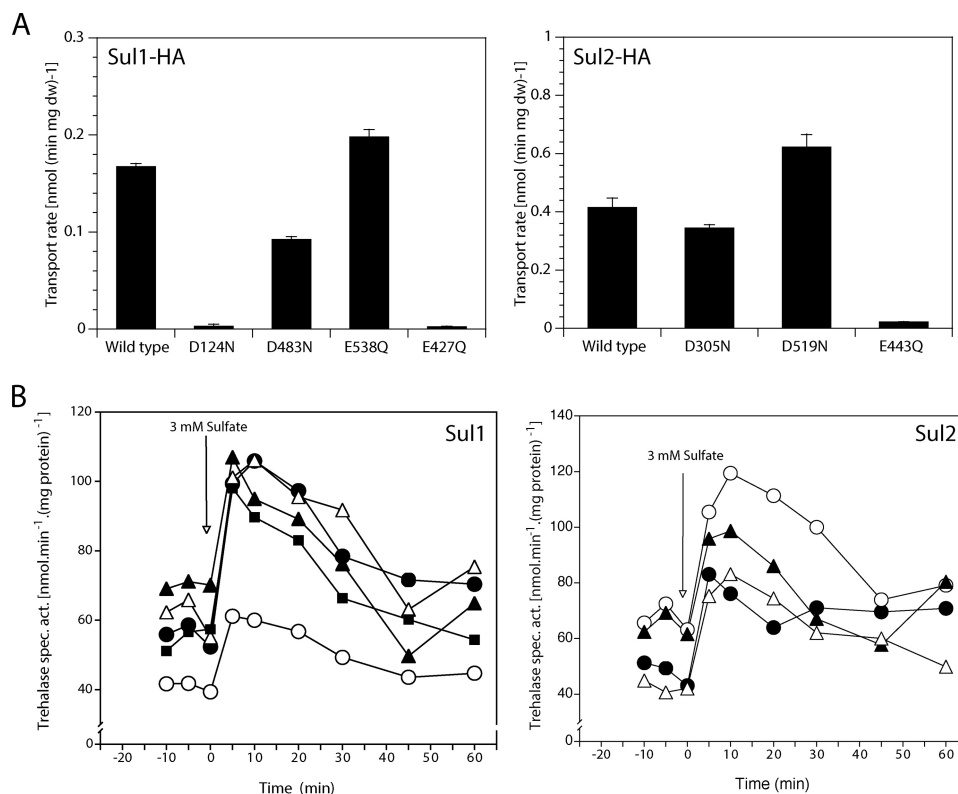 A
Sul1-HA
Transport rate [nmol (min mg dw)-1]
0.3
0.2
0.1
0
Wild type D124N D483N E538Q E427Q
Sul2-HA
Transport rate [nmol (min mg dw)-1]
1
0.8
0.6
0.4
0.2
0
Wild type D305N D519N E443Q
B
Sul1
3 mM Sulfate
Trehalase spec. act. [nmol.min-1.(mg protein) -1]
120
100
80
60
40
0
-20 -10 0 10 20 30 40 50 60
Time (min)
Sul2
3 mM Sulfate
Trehalase spec. act. [nmol.min-1.(mg protein) -1]
140
120
100
80
60
40
0
-20 -10 0 10 20 30 40 50 60
Time (min)